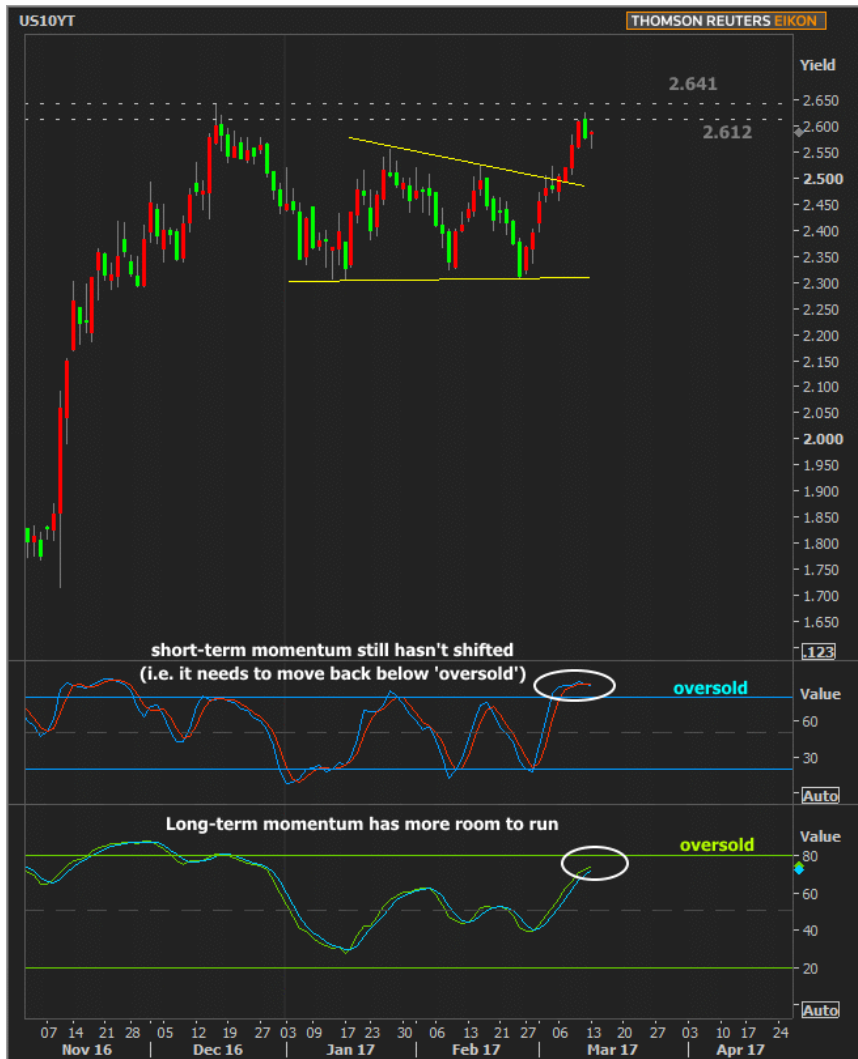 US10YT
THOMSON REUTERS EIKON
Yield
2.641
2.650
2.612
2.600
2.550
2.500
2.450
2.400
2.350
2.300
2.250
2.200
2.150
2.100
2.050
2.000
1.950
1.900
1.850
1.800
1.750
1.700
1.650
.123
short-term momentum still hasn't shifted
(i.e. it needs to move back below 'oversold')
oversold
Value
60
30
Auto
Long-term momentum has more room to run
oversold
Value
80
60
40
20
Auto
07 14 21 28 05 12 19 27 03 09 17 23 30 06 13 21 27 06 13 20 27 03 10 17 24
Nov 16 Dec 16 Jan 17 Feb 17 Mar 17 Apr 17